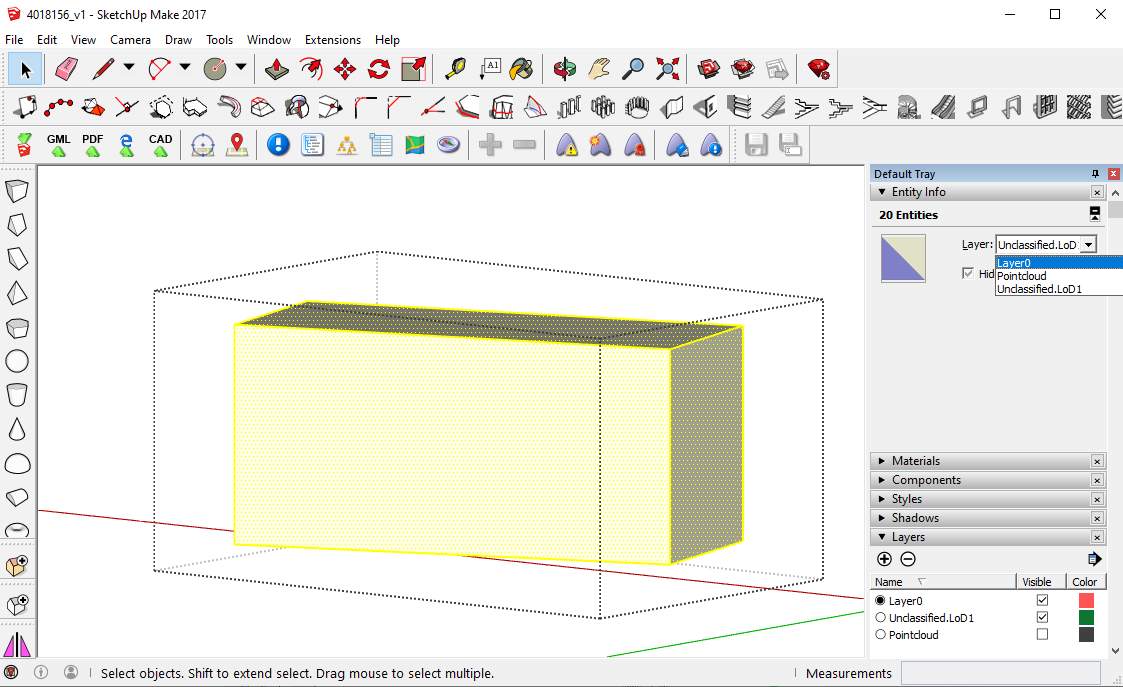 4018156_v1 - SketchUp Make 2017
File Edit View Camera Draw Tools Window Extensions Help
A1
GML PDF CAD
Default Tray
Entity Info
20 Entities
Layer: Unclassified.LoD
Layer0
Hid
Pointcloud
Unclassified.LoD1
Materials
Components
Styles
Shadows
Layers
Name Visible Color
Layer0
Unclassified.LoD1
Pointcloud
Select objects. Shift to extend select. Drag mouse to select multiple. Measurements